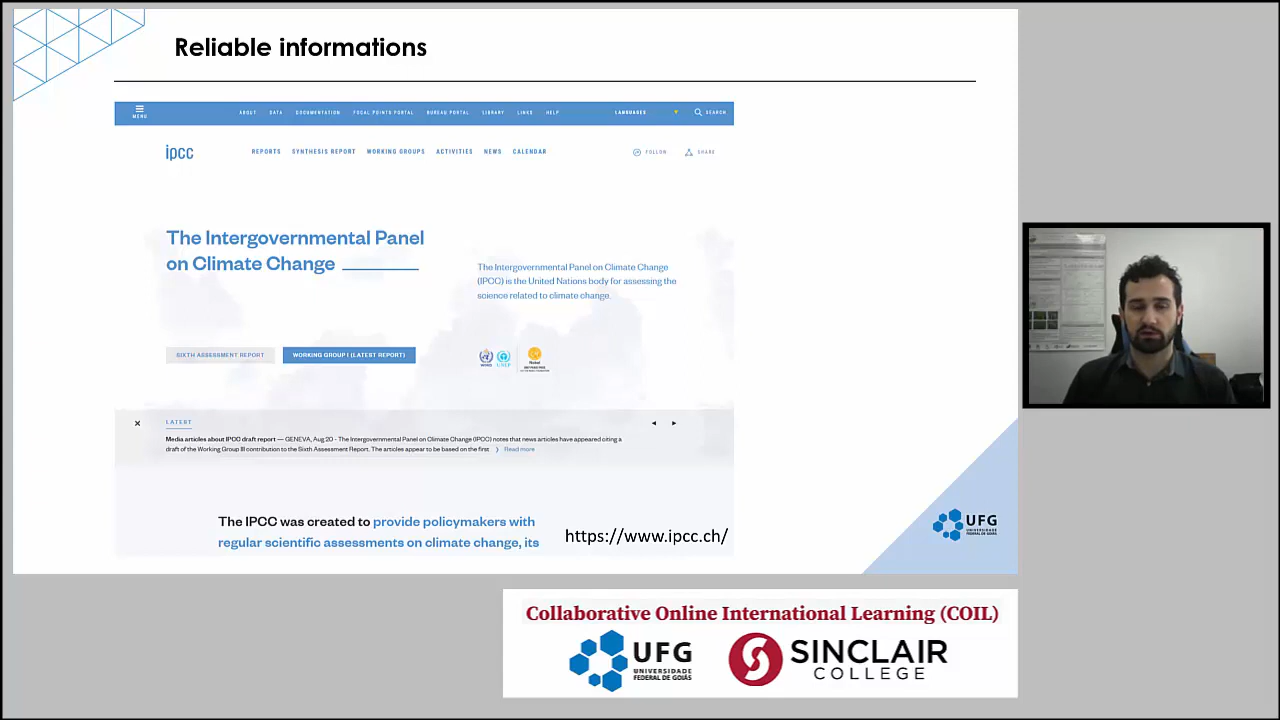 Reliable informations
MENU
ABOUT DATA DOCUMENTATION FOCAL POINTS PORTAL BUREAU PORTAL LIBRARY LINKS HELP LANGUAGES SEARCH
ipcc REPORTS SYNTHESIS REPORT WORKING GROUPS ACTIVITIES NEWS CALENDAR FOLLOW SHARE
The Intergovernmental Panel
on Climate Change
The Intergovernmental Panel on Climate Change
(IPCC) is the United Nations body for assessing the
science related to climate change.
SIXTH ASSESSMENT REPORT WORKING GROUP I (LATEST REPORT)
WMO UNEP
LATEST
Media articles about IPCC draft report — GENEVA, Aug 20 - The Intergovernmental Panel on Climate Change (IPCC) notes that news articles have appeared citing a
draft of the Working Group III contribution to the Sixth Assessment Report. The articles appear to be based on the first Read more
The IPCC was created to provide policymakers with
regular scientific assessments on climate change, its
https://www.ipcc.ch/
UFG
UNIVERSIDADE
FEDERAL DE GOIÁS
Collaborative Online International Learning (COIL)
UFG
UNIVERSIDADE
FEDERAL DE GOIÁS
SINCLAIR
COLLEGE